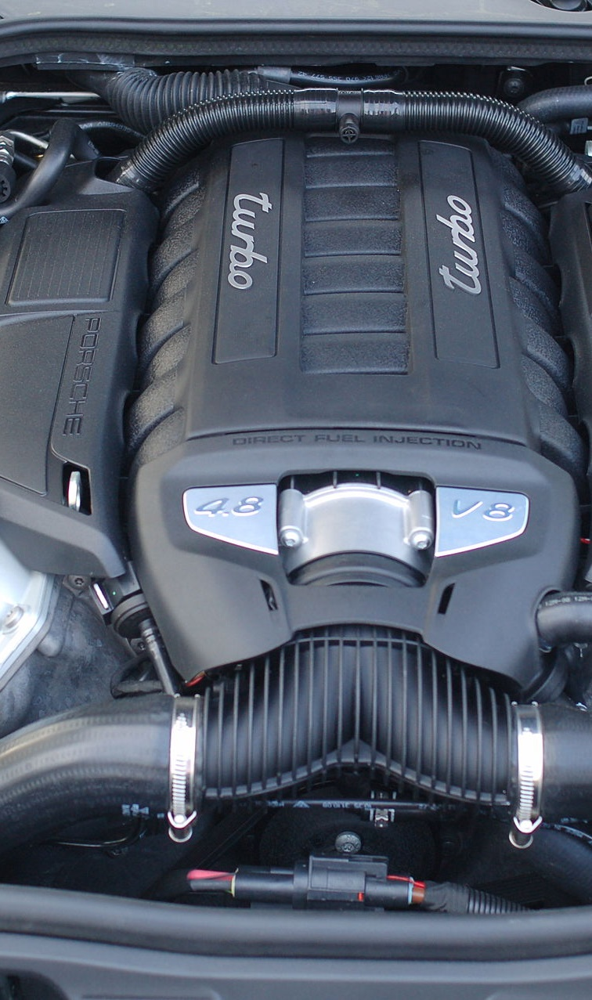 turbo
turbo
PORSCHE
DIRECT FUEL INJECTION
4.8
V8